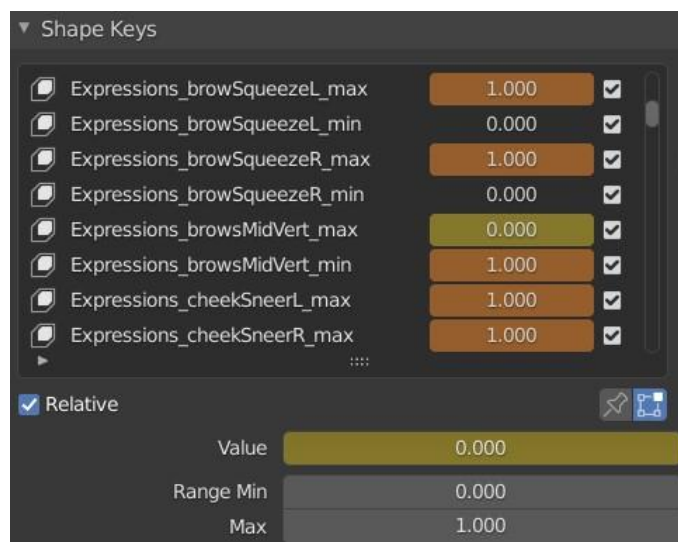 Shape Keys
Expressions_browSqueezeL_max 1.000
Expressions_browSqueezeL_min 0.000
Expressions_browSqueezeR_max 1.000
Expressions_browSqueezeR_min 0.000
Expressions_browsMidVert_max 0.000
Expressions_browsMidVert_min 1.000
Expressions_cheekSneerL_max 1.000
Expressions_cheekSneerR_max 1.000
Relative
Value 0.000
Range Min 0.000
Max 1.000